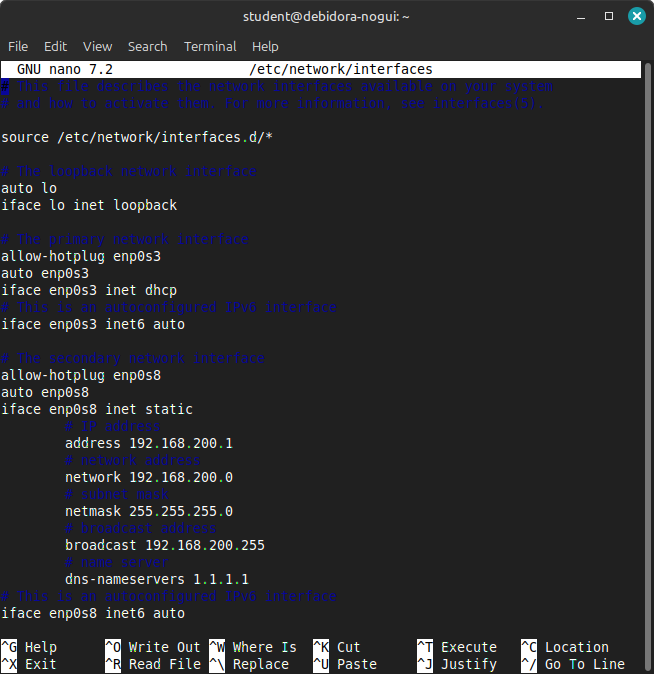 student@debidora-nogui: ~
File Edit View Search Terminal Help
GNU nano 7.2 /etc/network/interfaces
# This file describes the network interfaces available on your system
# and how to activate them. For more information, see interfaces(5).
source /etc/network/interfaces.d/*
# The loopback network interface
auto lo
iface lo inet loopback
# The primary network interface
allow-hotplug enp0s3
auto enp0s3
iface enp0s3 inet dhcp
# This is an autoconfigured IPv6 interface
iface enp0s3 inet6 auto
# The secondary network interface
allow-hotplug enp0s8
auto enp0s8
iface enp0s8 inet static
# IP address
address 192.168.200.1
# network address
network 192.168.200.0
# subnet mask
netmask 255.255.255.0
# broadcast address
broadcast 192.168.200.255
# name server
dns-nameservers 1.1.1.1
# This is an autoconfigured IPv6 interface
iface enp0s8 inet6 auto
^G Help ^O Write Out ^W Where Is ^K Cut ^T Execute ^C Location
^X Exit ^R Read File ^\ Replace ^U Paste ^J Justify ^/ Go To Line